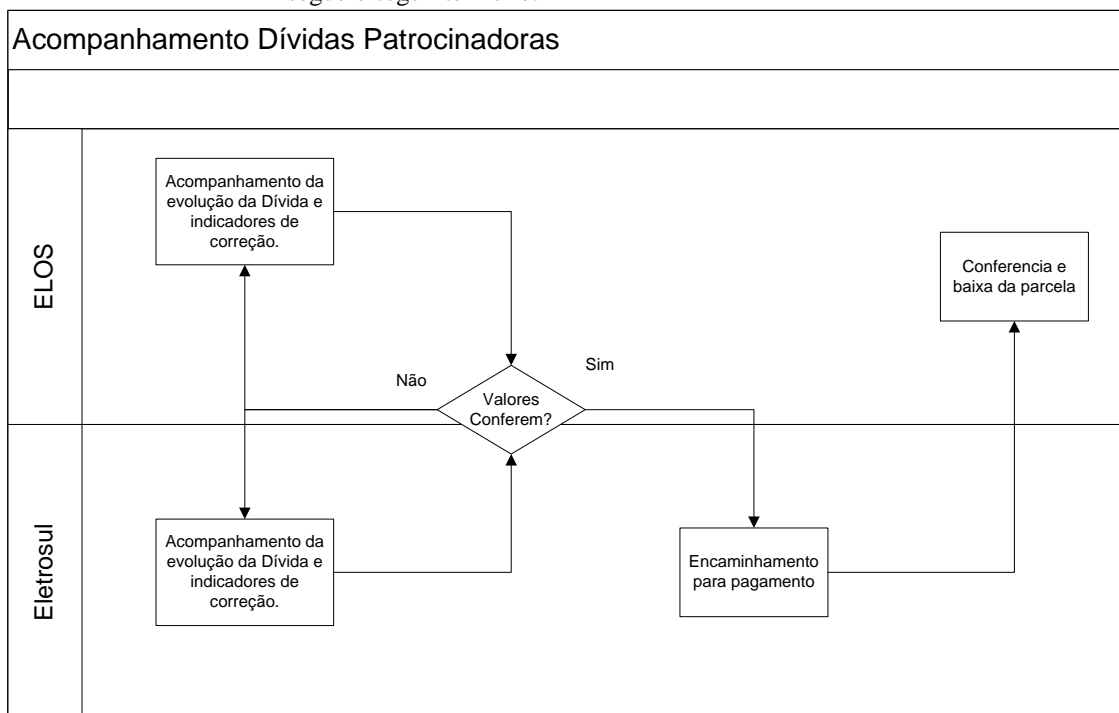 Acompanhamento Dívidas Patrocinadoras
ELOS
Acompanhamento da
evolução da Dívida e
indicadores de
correção.
Conferencia e
baixa da parcela
Não
Sim
Valores
Conferem?
Eletrosul
Acompanhamento da
evolução da Dívida e
indicadores de
correção.
Encaminhamento
para pagamento